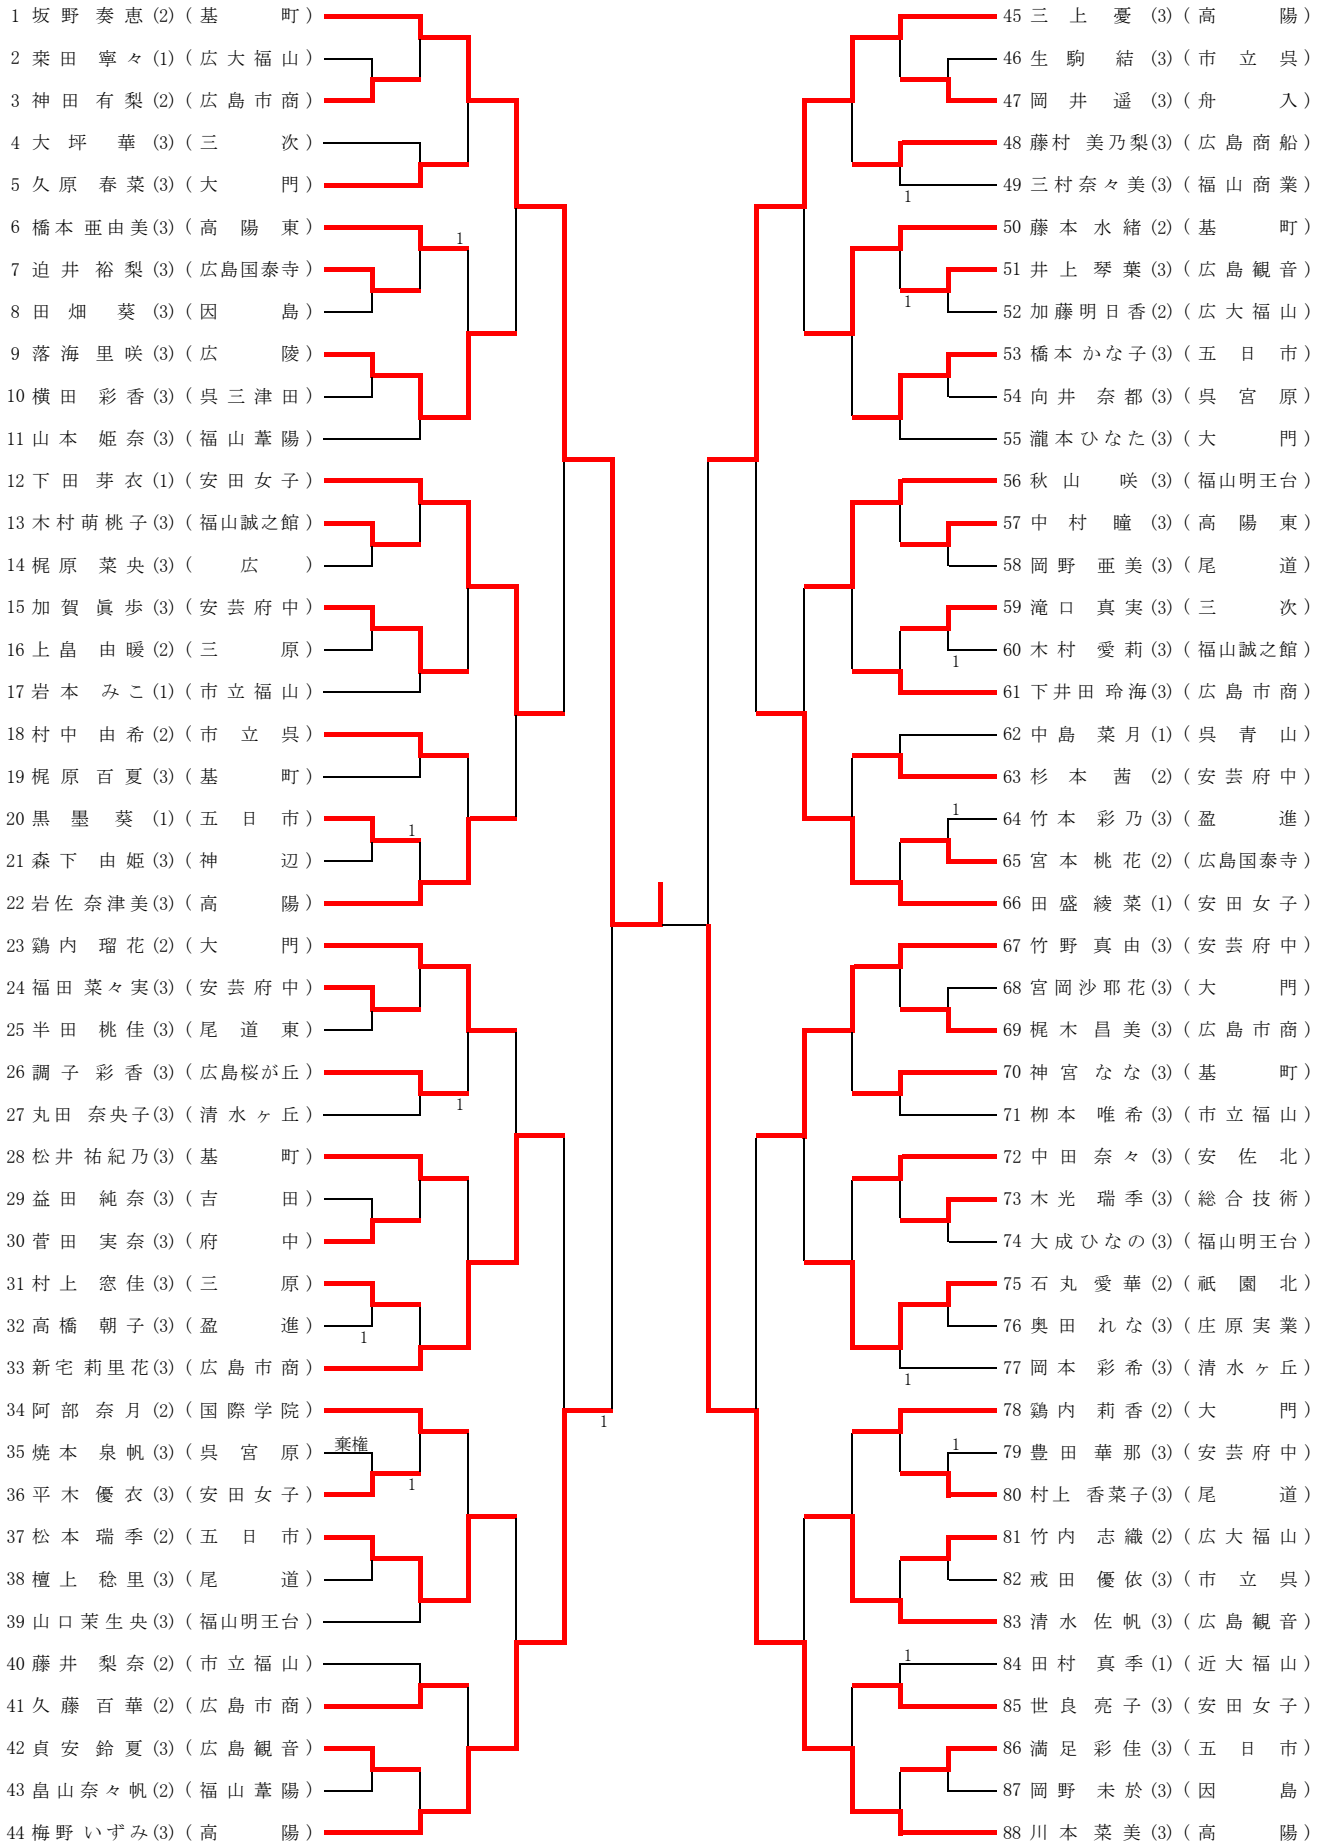 1 坂野 奏恵 (2) ( 基 町 )
2 桒田 寧々 (1) ( 広大福山 )
3 神田 有梨 (2) ( 広島市商 )
4 大坪 華 (3) ( 三 次 )
5 久原 春菜 (3) ( 大 門 )
6 橋本 亜由美 (3) ( 高 陽 東 )
1
7 迫井 裕梨 (3) ( 広島国泰寺 )
8 田畑 葵 (3) ( 因 島 )
9 落海 里咲 (3) ( 広 陵 )
10 横田 彩香 (3) ( 呉三津田 )
11 山本 姫奈 (3) ( 福山葦陽 )
12 下田 芽衣 (1) ( 安田女子 )
13 木村萌桃子 (3) ( 福山誠之館 )
14 梶原 菜央 (3) ( 広 )
15 加賀 眞歩 (3) ( 安芸府中 )
16 上畠 由暖 (2) ( 三 原 )
17 岩本 みこ (1) ( 市立福山 )
18 村中 由希 (2) ( 市 立 呉 )
19 梶原 百夏 (3) ( 基 町 )
20 黒墨 葵 (1) ( 五 日 市 )
1
21 森下 由姫 (3) ( 神 辺 )
22 岩佐 奈津美 (3) ( 高 陽 )
23 鶏内 瑠花 (2) ( 大 門 )
24 福田 菜々実 (3) ( 安芸府中 )
25 半田 桃佳 (3) ( 尾 道 東 )
26 調子 彩香 (3) ( 広島桜が丘 )
1
27 丸田 奈央子 (3) ( 清水ヶ丘 )
28 松井 祐紀乃 (3) ( 基 町 )
29 益田 純奈 (3) ( 吉 田 )
30 菅田 実奈 (3) ( 府 中 )
31 村上 窓佳 (3) ( 三 原 )
32 高橋 朝子 (3) ( 盈 進 )
1
33 新宅 莉里花 (3) ( 広島市商 )
34 阿部 奈月 (2) ( 国際学院 )
1
35 焼本 泉帆 (3) ( 呉 宮 原 ) 棄権
1
36 平木 優衣 (3) ( 安田女子 )
37 松本 瑞季 (2) ( 五 日 市 )
38 檀上 稔里 (3) ( 尾 道 )
39 山口 茉生央 (3) ( 福山明王台 )
40 藤井 梨奈 (2) ( 市立福山 )
41 久藤 百華 (2) ( 広島市商 )
42 貞安 鈴夏 (3) ( 広島観音 )
43 畠山奈々帆 (2) ( 福山葦陽 )
44 梅野 いずみ (3) ( 高 陽 )
45 三上 憂 (3) ( 高 陽 )
46 生駒 結 (3) ( 市 立 呉 )
47 岡井 遥 (3) ( 舟 入 )
48 藤村 美乃梨 (3) ( 広島商船 )
49 三村奈々美 (3) ( 福山商業 )
1
50 藤本 水緒 (2) ( 基 町 )
51 井上 琴葉 (3) ( 広島観音 )
1
52 加藤明日香 (2) ( 広大福山 )
53 橋本 かな子 (3) ( 五 日 市 )
54 向井 奈都 (3) ( 呉 宮 原 )
55 瀧本ひなた (3) ( 大 門 )
56 秋山 咲 (3) ( 福山明王台 )
57 中村 瞳 (3) ( 高 陽 東 )
58 岡野 亜美 (3) ( 尾 道 )
59 滝口 真実 (3) ( 三 次 )
60 木村 愛莉 (3) ( 福山誠之館 )
1
61 下井田 玲海 (3) ( 広島市商 )
62 中島 菜月 (1) ( 呉 青 山 )
63 杉本 茜 (2) ( 安芸府中 )
1
64 竹本 彩乃 (3) ( 盈 進 )
65 宮本 桃花 (2) ( 広島国泰寺 )
66 田盛 綾菜 (1) ( 安田女子 )
67 竹野 真由 (3) ( 安芸府中 )
68 宮岡沙耶花 (3) ( 大 門 )
69 梶木 昌美 (3) ( 広島市商 )
70 神宮 なな (3) ( 基 町 )
71 栁本 唯希 (3) ( 市立福山 )
72 中田 奈々 (3) ( 安 佐 北 )
73 木光 瑞季 (3) ( 総合技術 )
74 大成ひなの (3) ( 福山明王台 )
75 石丸 愛華 (2) ( 祇 園 北 )
76 奥田 れな (3) ( 庄原実業 )
77 岡本 彩希 (3) ( 清水ヶ丘 )
1
78 鶏内 莉香 (2) ( 大 門 )
1
79 豊田 華那 (3) ( 安芸府中 )
80 村上 香菜子 (3) ( 尾 道 )
81 竹内 志織 (2) ( 広大福山 )
82 戒田 優依 (3) ( 市 立 呉 )
83 清水 佐帆 (3) ( 広島観音 )
1
84 田村 真季 (1) ( 近大福山 )
85 世良 亮子 (3) ( 安田女子 )
86 満足 彩佳 (3) ( 五 日 市 )
87 岡野 未於 (3) ( 因 島 )
88 川本 菜美 (3) ( 高 陽 )